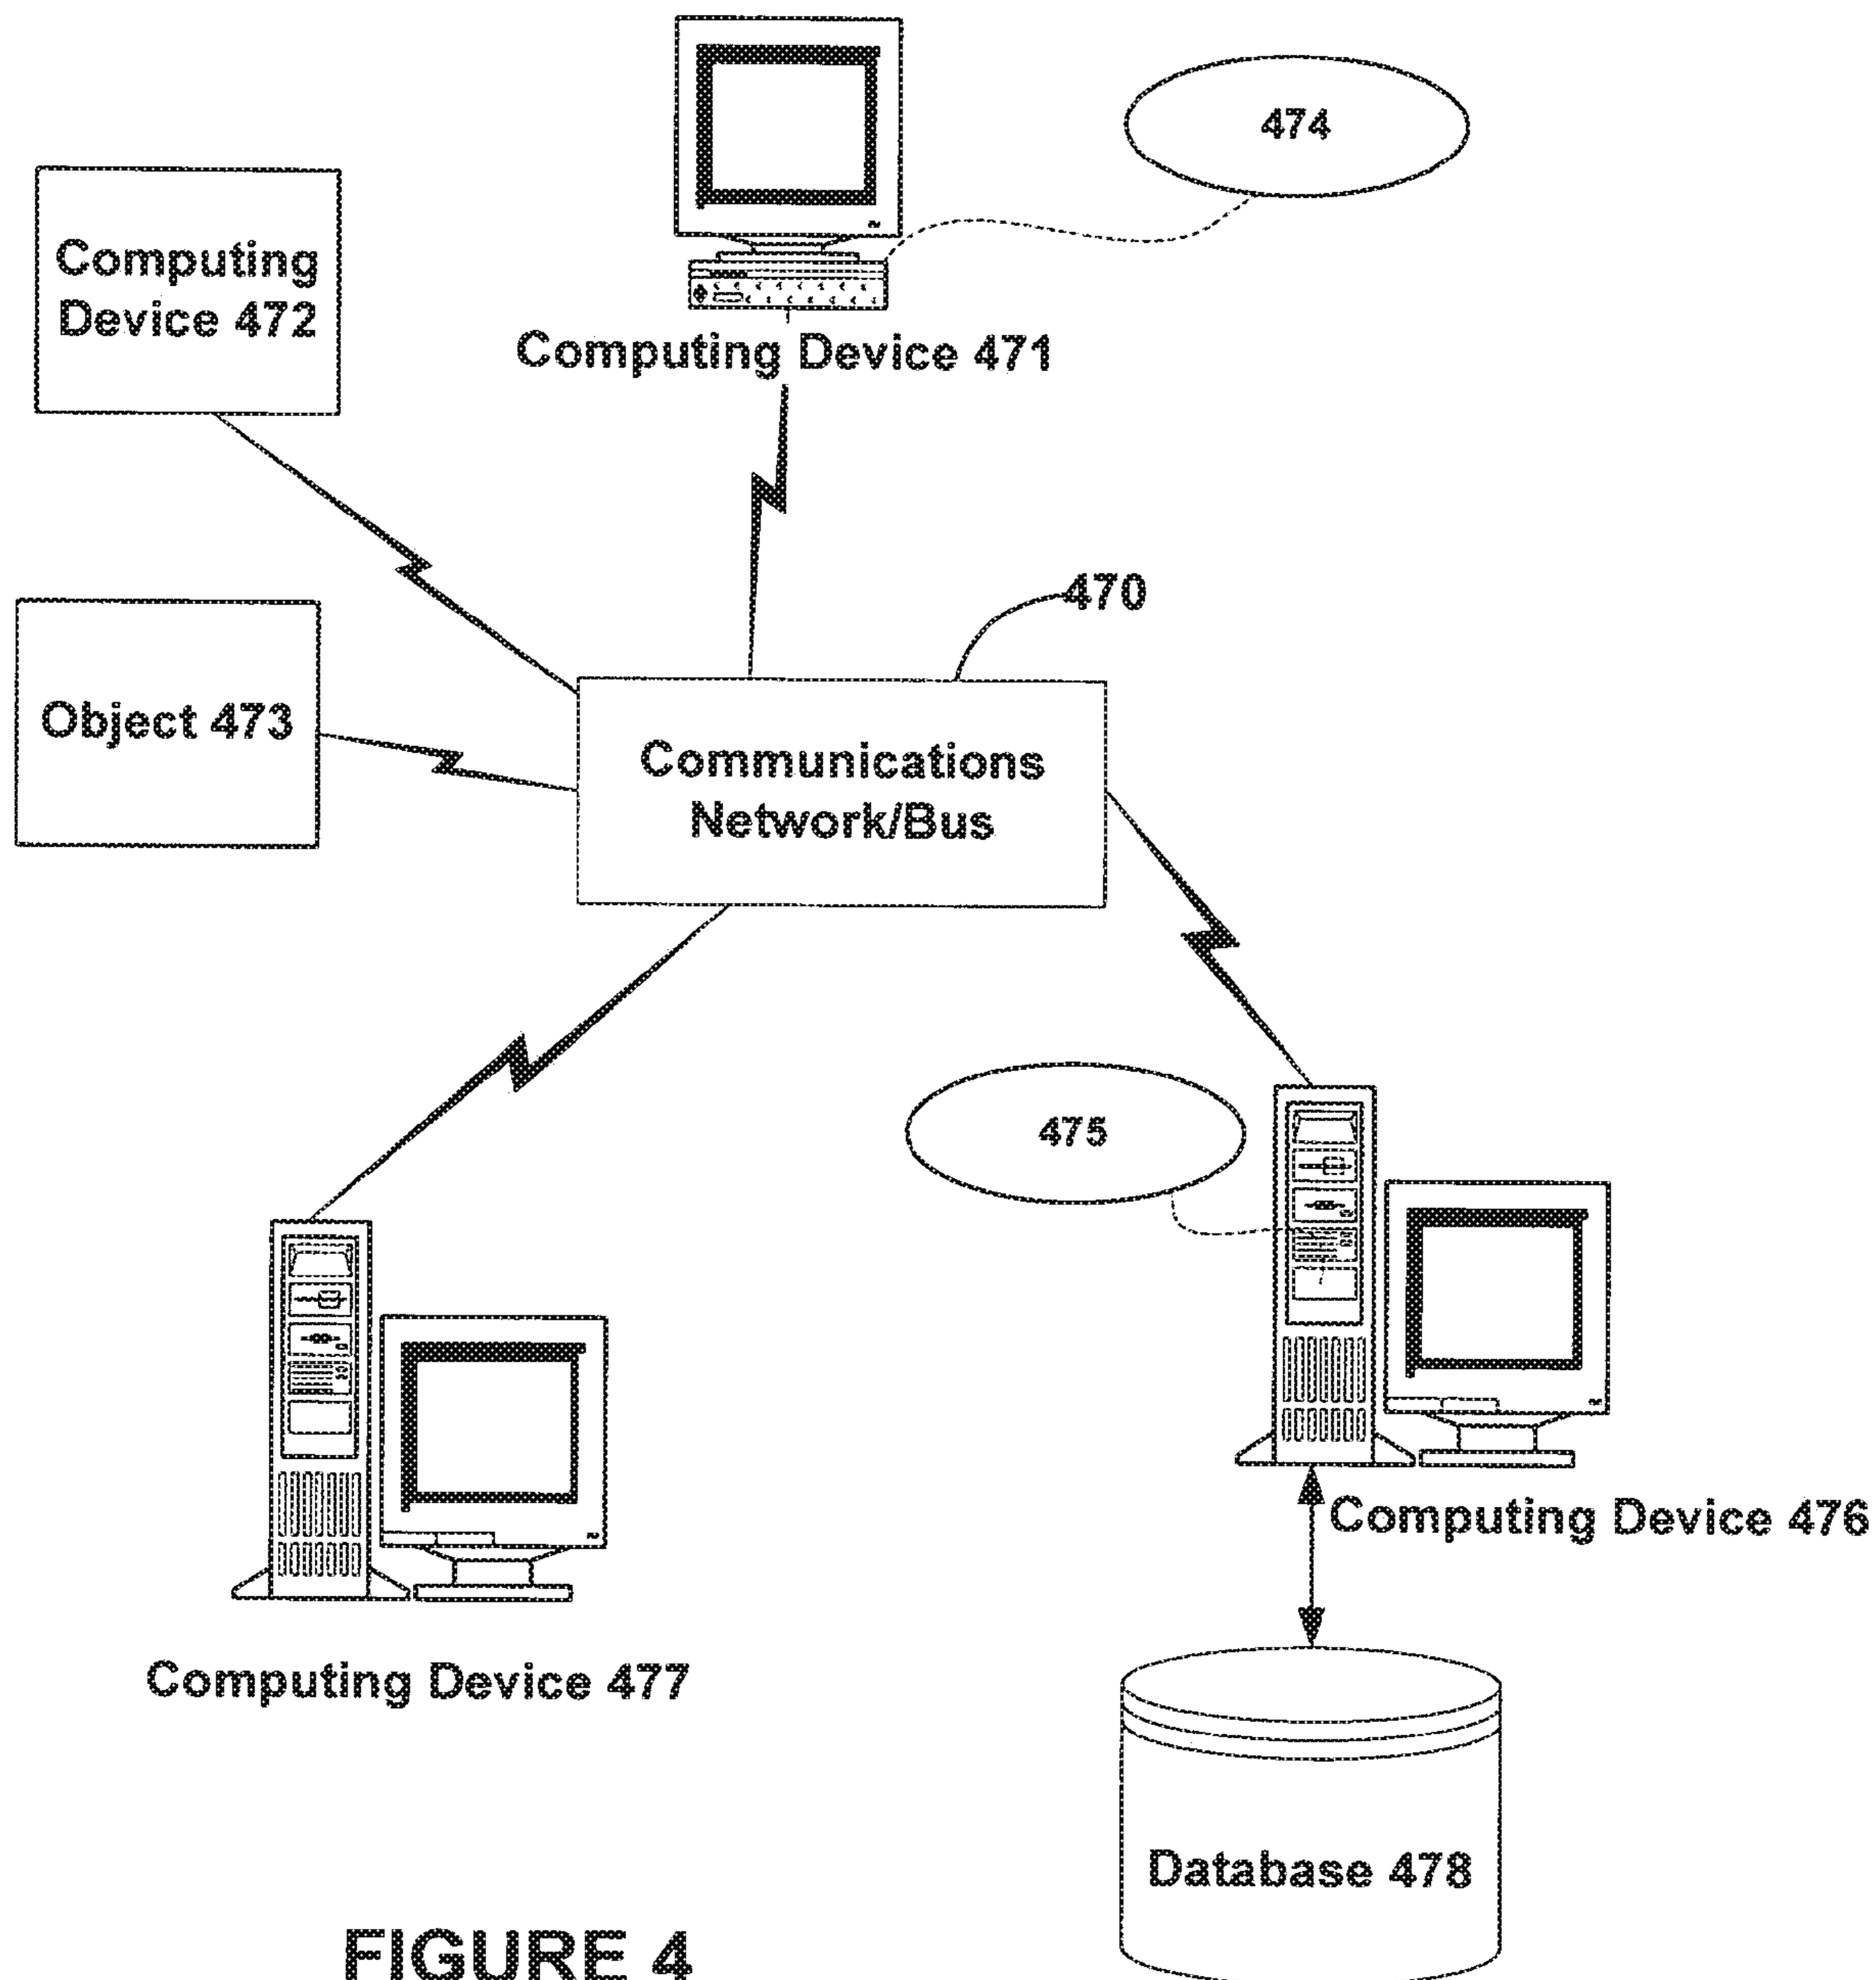 474
Computing
Device 472
Computing Device 471
470
Object 473
Communications
Network/Bus
475
Computing Device 476
Computing Device 477
Database 478
FIGURE 4